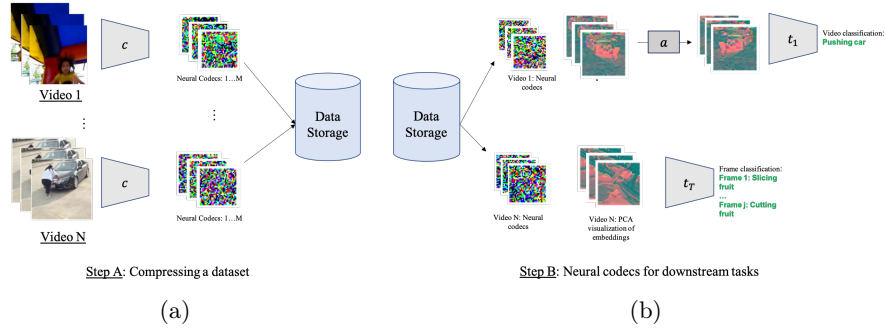 c
Neural Codecs: 1…M
Video 1
⋮
c
Neural Codecs: 1…M
Video N
⋮
Data
Storage
Step A: Compressing a dataset
(a)
Data
Storage
Video 1: Neural
codecs
a
t1
Video classification:
Pushing car
Video N: Neural
codecs
Video N: PCA
visualization of
embeddings
tT
Frame classification:
Frame 1: Slicing
fruit
…
Frame j: Cutting
fruit
Step B: Neural codecs for downstream tasks
(b)